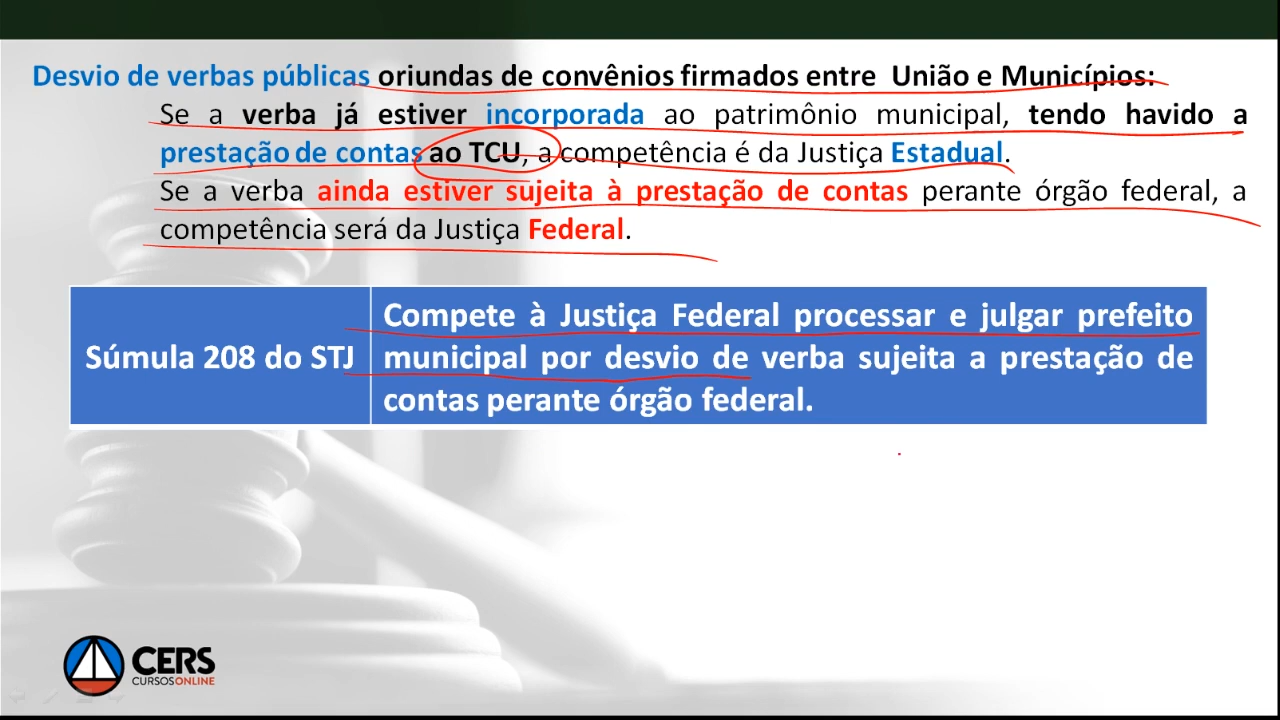 Desvio de verbas públicas oriundas de convênios firmados entre União e Municípios:
Se a verba já estiver incorporada ao patrimônio municipal, tendo havido a
prestação de contas ao TCU, a competência é da Justiça Estadual.
Se a verba ainda estiver sujeita à prestação de contas perante órgão federal, a
competência será da Justiça Federal.
Súmula 208 do STJ
Compete à Justiça Federal processar e julgar prefeito
municipal por desvio de verba sujeita a prestação de
contas perante órgão federal.
CERS
CURSOS ONLINE